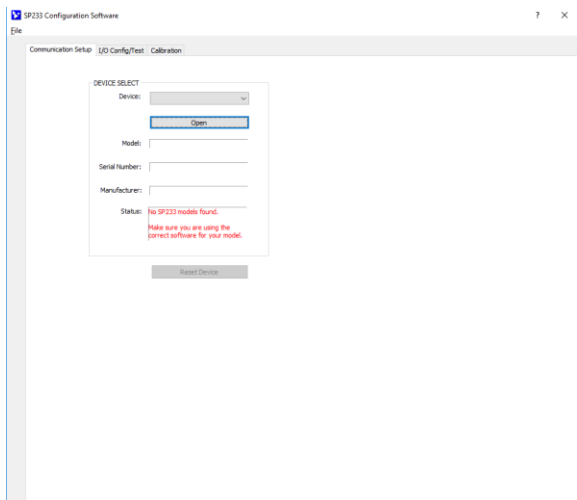 SP233 Configuration Software
?
File
Communication Setup I/O Config/Test Calibration
DEVICE SELECT
Device:
Open
Model:
Serial Number:
Manufacturer:
Status: No SP233 models found.
Make sure you are using the
correct software for your model.
Reset Device